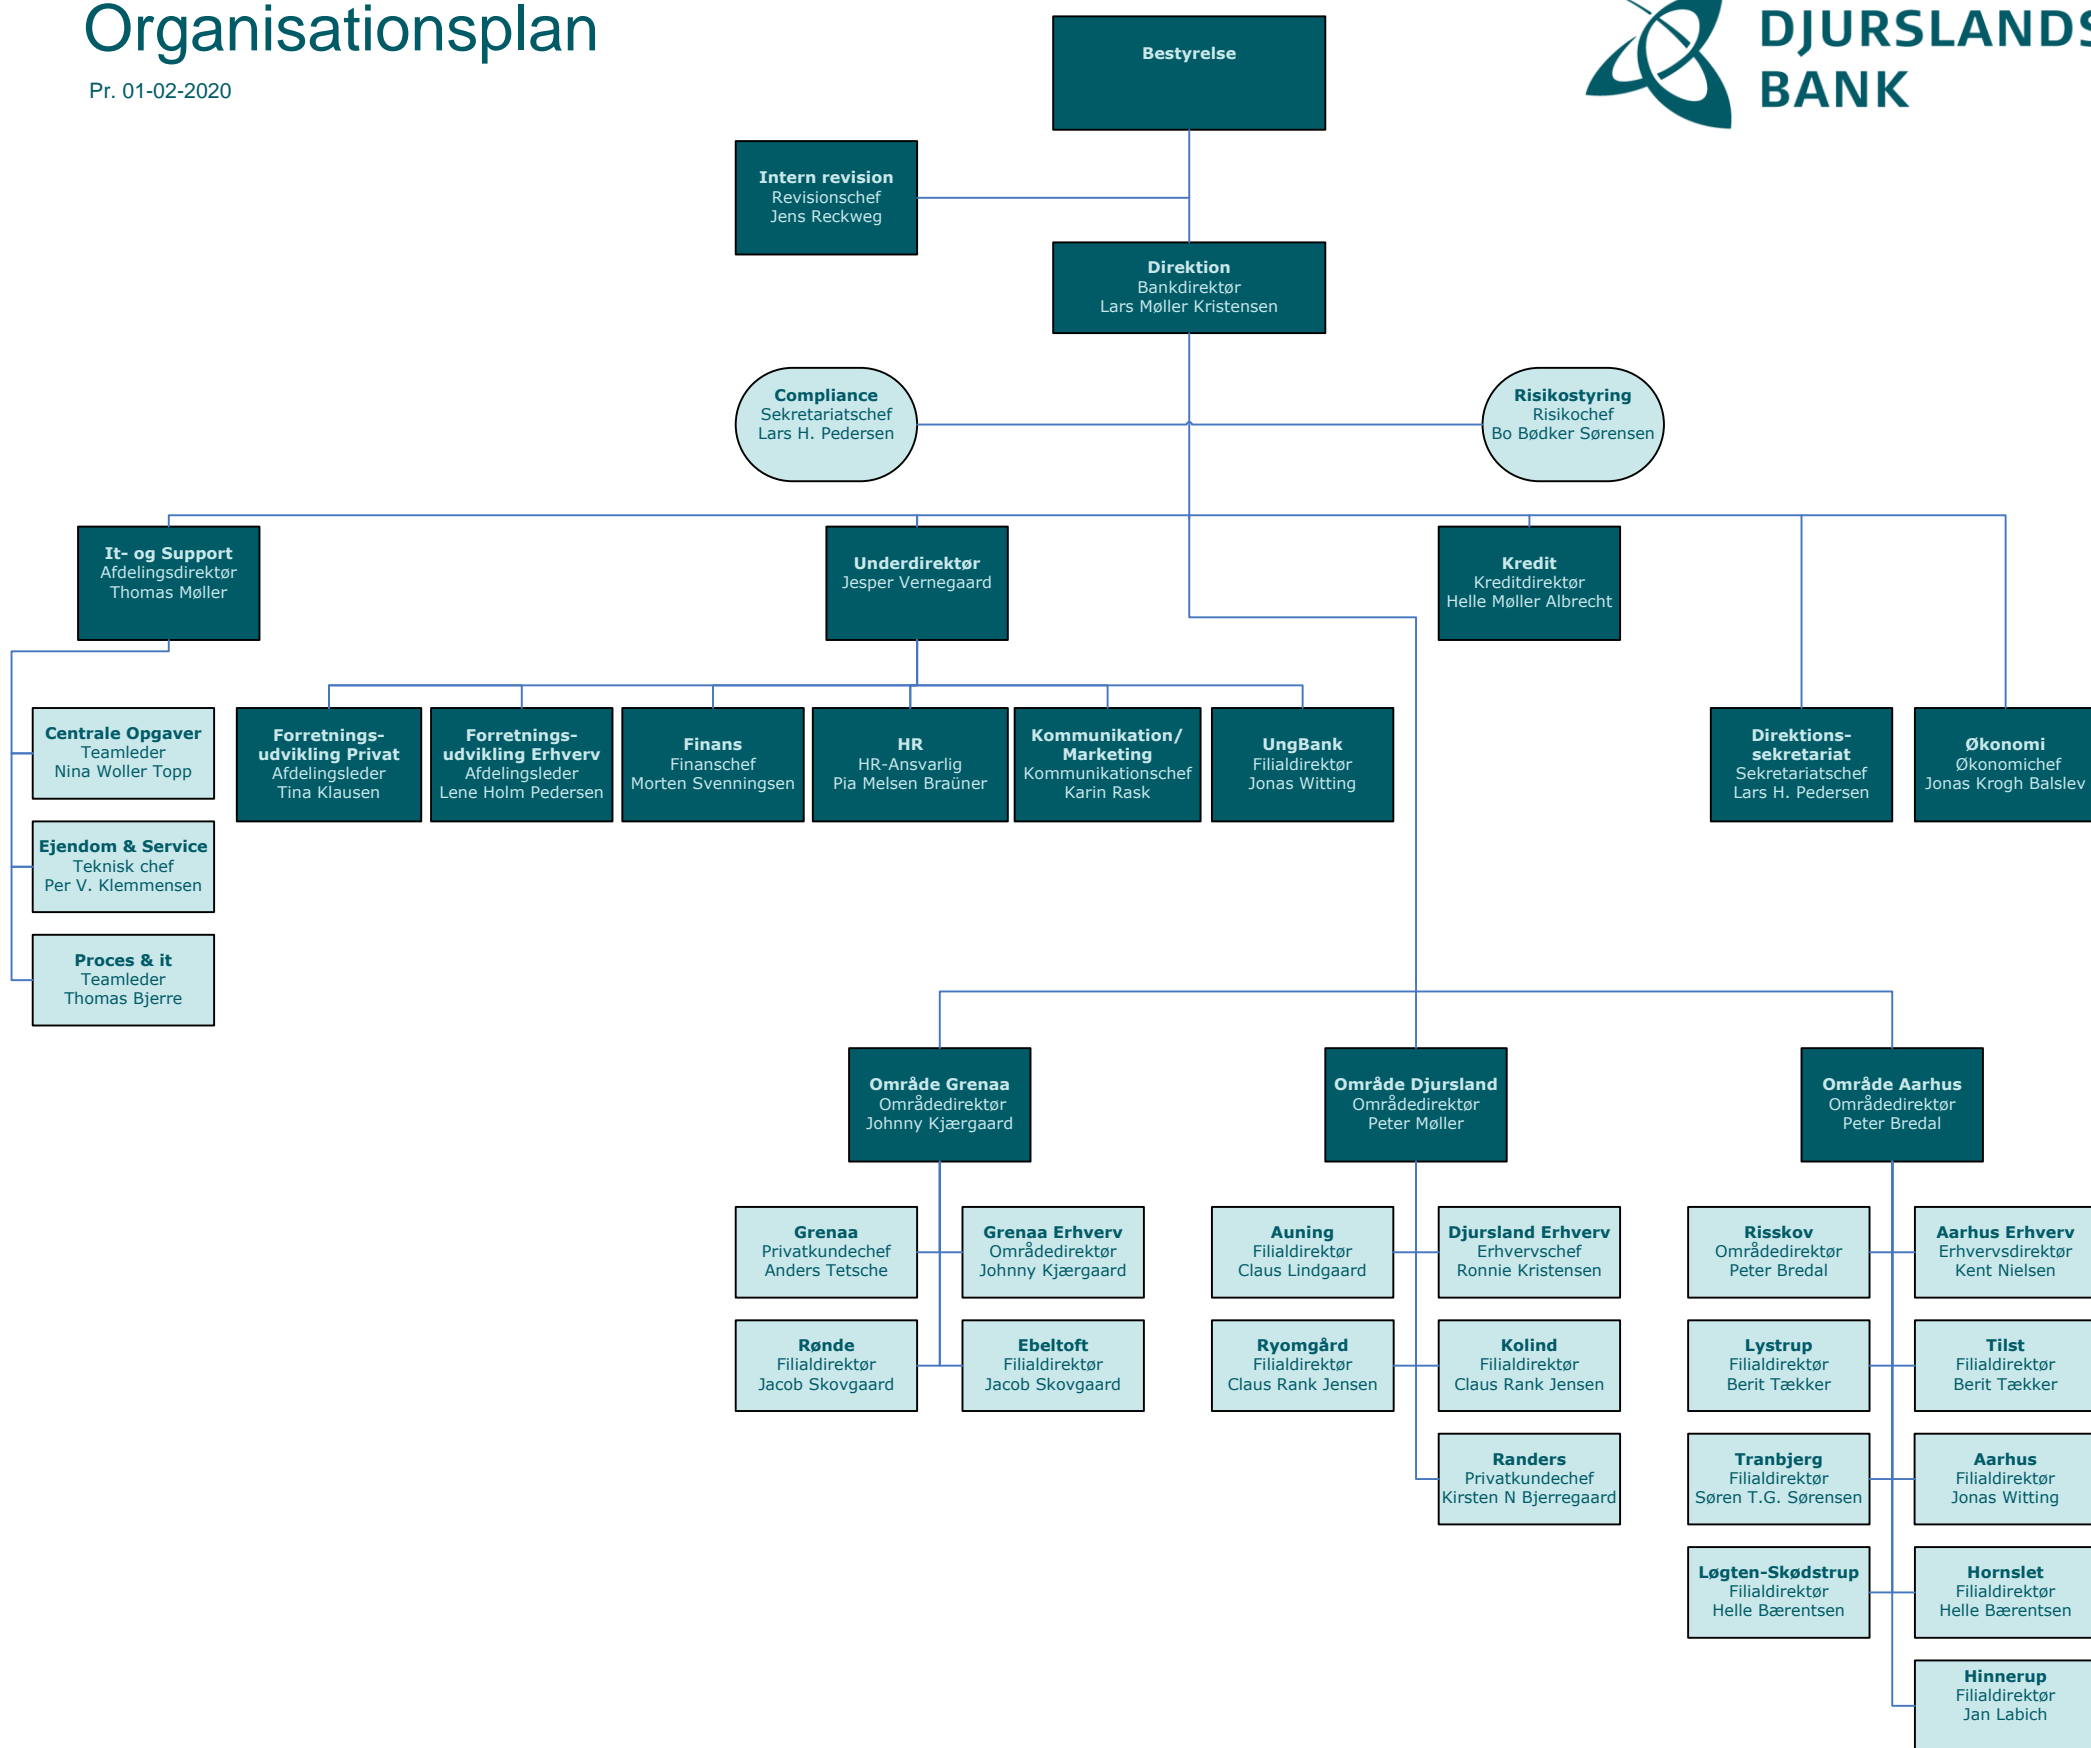 Organisationsplan
Pr. 01-02-2020
DJURSLANDS
BANK
Bestyrelse
Intern revision
Revisionschef
Jens Reckweg
Direktion
Bankdirektør
Lars Møller Kristensen
Compliance
Sekretariatschef
Lars H. Pedersen
Risikostyring
Risikochef
Bo Bødker Sørensen
It- og Support
Afdelingsdirektør
Thomas Møller
Underdirektør
Jesper Vernegaard
Kredit
Kreditdirektør
Helle Møller Albrecht
Centrale Opgaver
Teamleder
Nina Woller Topp
Forretnings-
udvikling Privat
Afdelingsleder
Tina Klausen
Forretnings-
udvikling Erhverv
Afdelingsleder
Lene Holm Pedersen
Finans
Finanschef
Morten Svenningsen
HR
HR-Ansvarlig
Pia Melsen Braüner
Kommunikation/
Marketing
Kommunikationschef
Karin Rask
UngBank
Filialdirektør
Jonas Witting
Direktions-
sekretariat
Sekretariatschef
Lars H. Pedersen
Økonomi
Økonomichef
Jonas Krogh Balslev
Ejendom & Service
Teknisk chef
Per V. Klemmensen
Proces & it
Teamleder
Thomas Bjerre
Område Grenaa
Områdedirektør
Johnny Kjærgaard
Område Djursland
Områdedirektør
Peter Møller
Område Aarhus
Områdedirektør
Peter Bredal
Grenaa
Privatkundechef
Anders Tetsche
Grenaa Erhverv
Områdedirektør
Johnny Kjærgaard
Auning
Filialdirektør
Claus Lindgaard
Djursland Erhverv
Erhvervschef
Ronnie Kristensen
Risskov
Områdedirektør
Peter Bredal
Aarhus Erhverv
Erhvervsdirektør
Kent Nielsen
Rønde
Filialdirektør
Jacob Skovgaard
Ebeltoft
Filialdirektør
Jacob Skovgaard
Ryomgård
Filialdirektør
Claus Rank Jensen
Kolind
Filialdirektør
Claus Rank Jensen
Lystrup
Filialdirektør
Berit Tækker
Tilst
Filialdirektør
Berit Tækker
Randers
Privatkundechef
Kirsten N Bjerregaard
Tranbjerg
Filialdirektør
Søren T.G. Sørensen
Aarhus
Filialdirektør
Jonas Witting
Løgten-Skødstrup
Filialdirektør
Helle Bærentsen
Hornslet
Filialdirektør
Helle Bærentsen
Hinnerup
Filialdirektør
Jan Labich